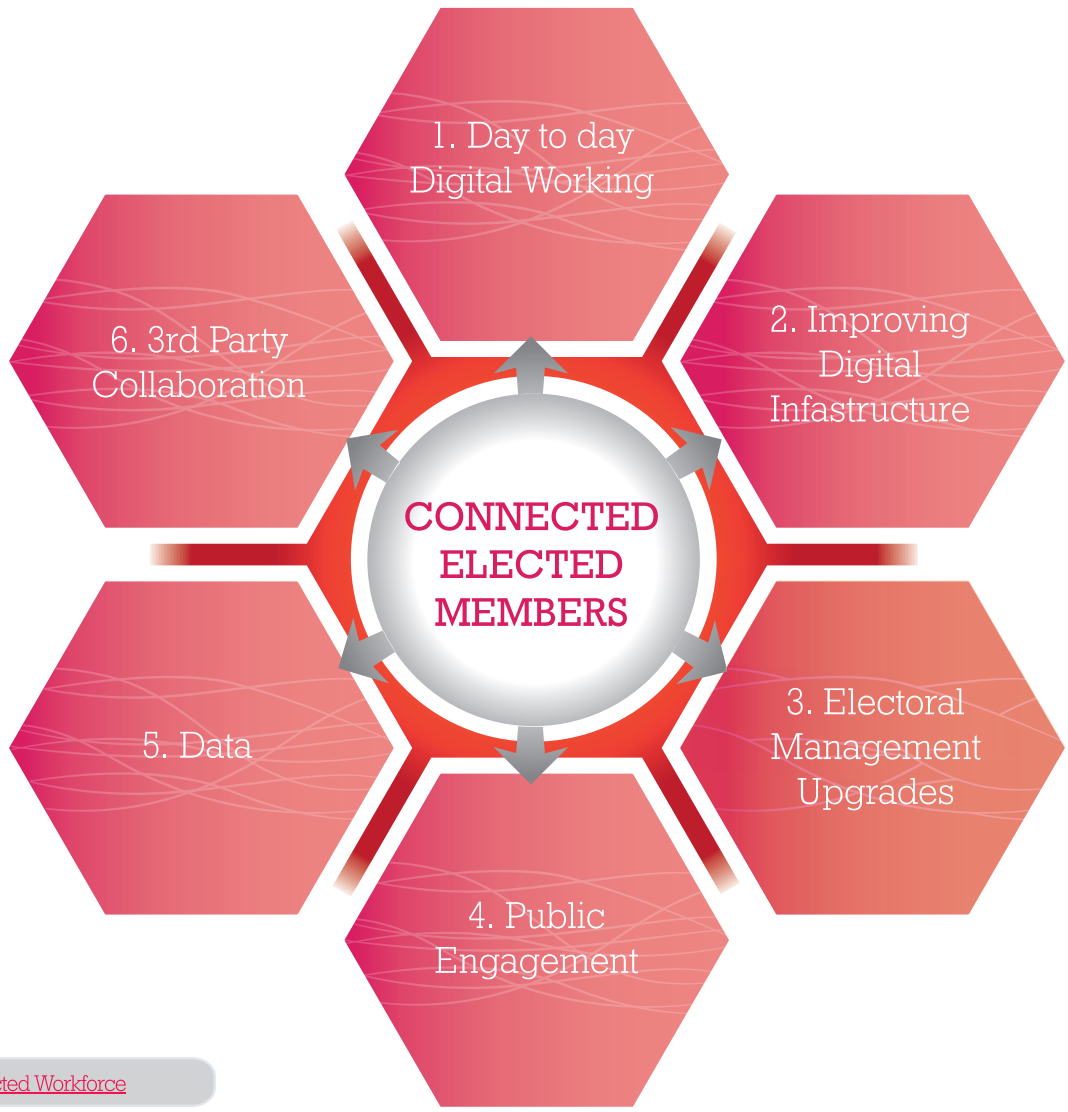 1. Day to day
Digital Working
2. Improving
Digital
Infastructure
3. Electoral
Management
Upgrades
4. Public
Engagement
5. Data
6. 3rd Party
Collaboration
CONNECTED
ELECTED
MEMBERS
Workforce